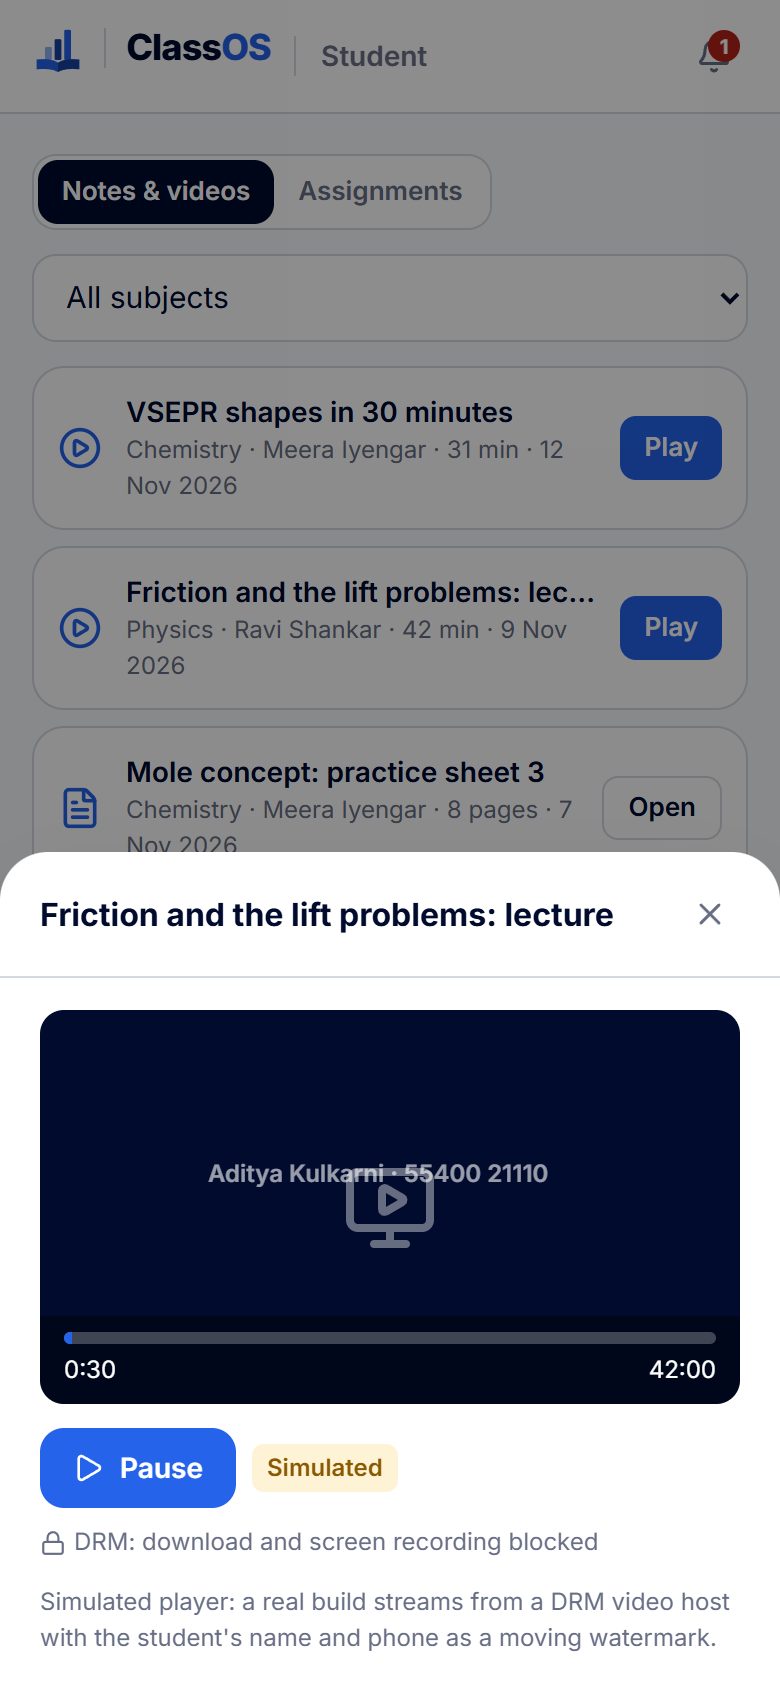 ClassOS
Student
1
Notes & videos
Assignments
All subjects
VSEPR shapes in 30 minutes
Chemistry · Meera Iyengar · 31 min · 12
Nov 2026
Play
Friction and the lift problems: lec...
Physics · Ravi Shankar · 42 min · 9 Nov
2026
Play
Mole concept: practice sheet 3
Chemistry · Meera Iyengar · 8 pages · 7
Nov 2026
Open
Friction and the lift problems: lecture
Aditya Kulkarni · 55400 21110
0:30
42:00
Pause
Simulated
DRM: download and screen recording blocked
Simulated player: a real build streams from a DRM video host
with the student's name and phone as a moving watermark.